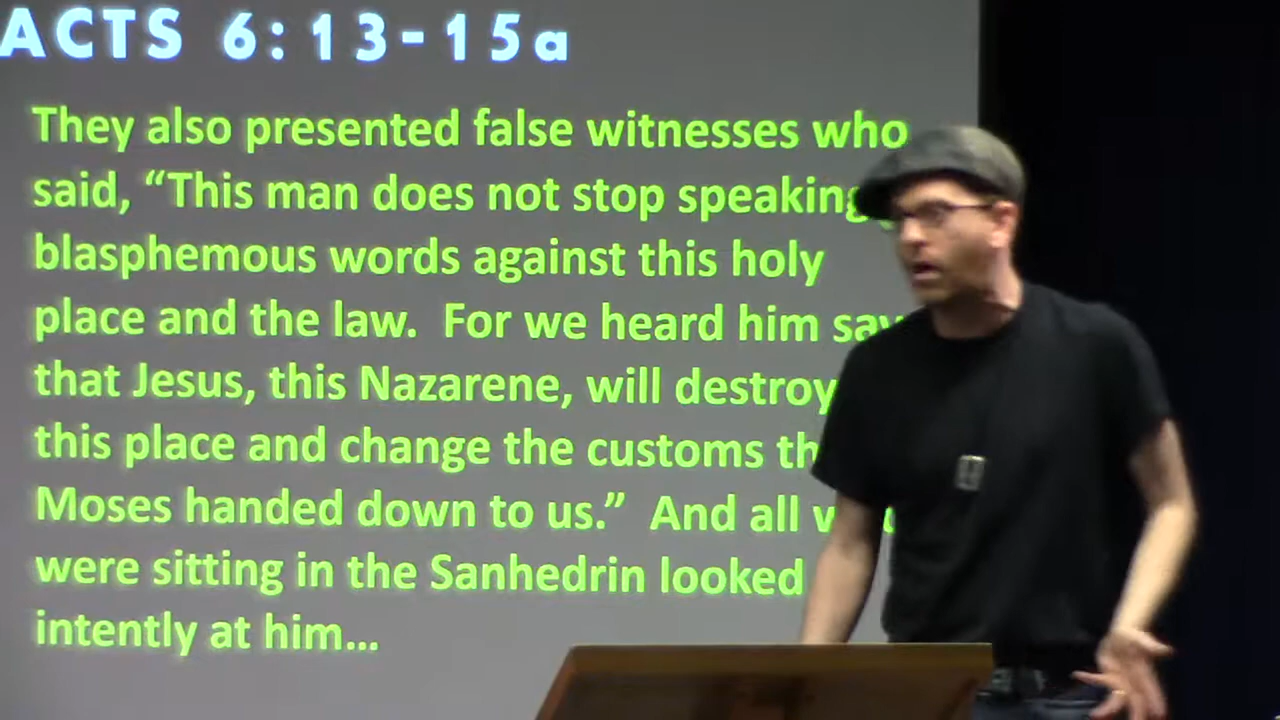 ACTS 6:13-15a
They also presented false witnesses who
said, “This man does not stop speaking
blasphemous words against this holy
place and the law. For we heard him say
that Jesus, this Nazarene, will destroy
this place and change the customs
Moses handed down to us.” And all
were sitting in the Sanhedrin looked
intently at him...